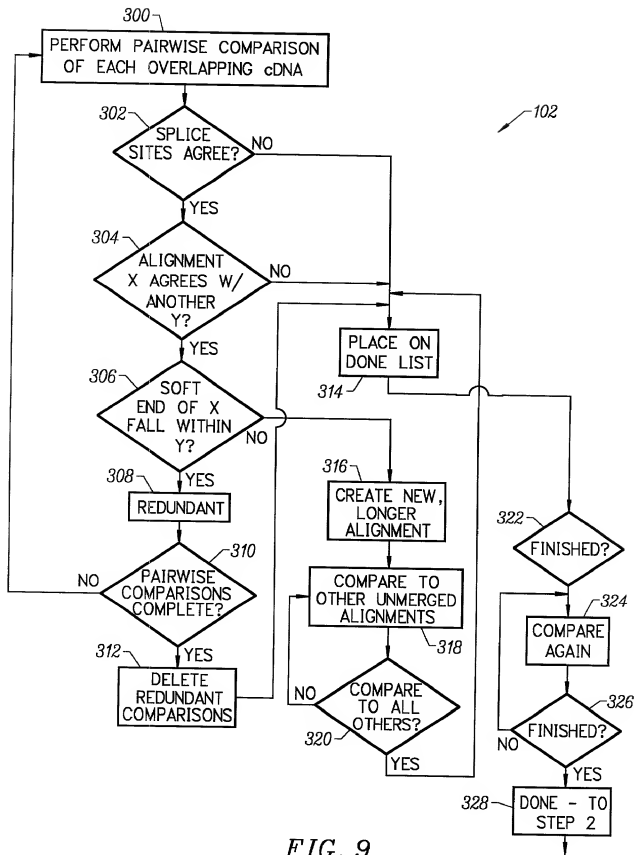 300
PERFORM PAIRWISE COMPARISON
OF EACH OVERLAPPING cDNA
302
SPLICE
SITES AGREE?
NO
102
YES
304
ALIGNMENT
X AGREES W/
ANOTHER
Y?
NO
YES
PLACE ON
DONE LIST
314
306
SOFT
END OF X
FALL WITHIN
Y?
NO
YES
308
REDUNDANT
316
CREATE NEW,
LONGER
ALIGNMENT
322
FINISHED?
310
NO
PAIRWISE
COMPARISONS
COMPLETE?
YES
COMPARE TO
OTHER UNMERGED
ALIGNMENTS
318
324
COMPARE
AGAIN
312
DELETE
REDUNDANT
COMPARISONS
NO
COMPARE
TO ALL
OTHERS?
320
YES
326
FINISHED?
NO
YES
328
DONE - TO
STEP 2
FIG. 9